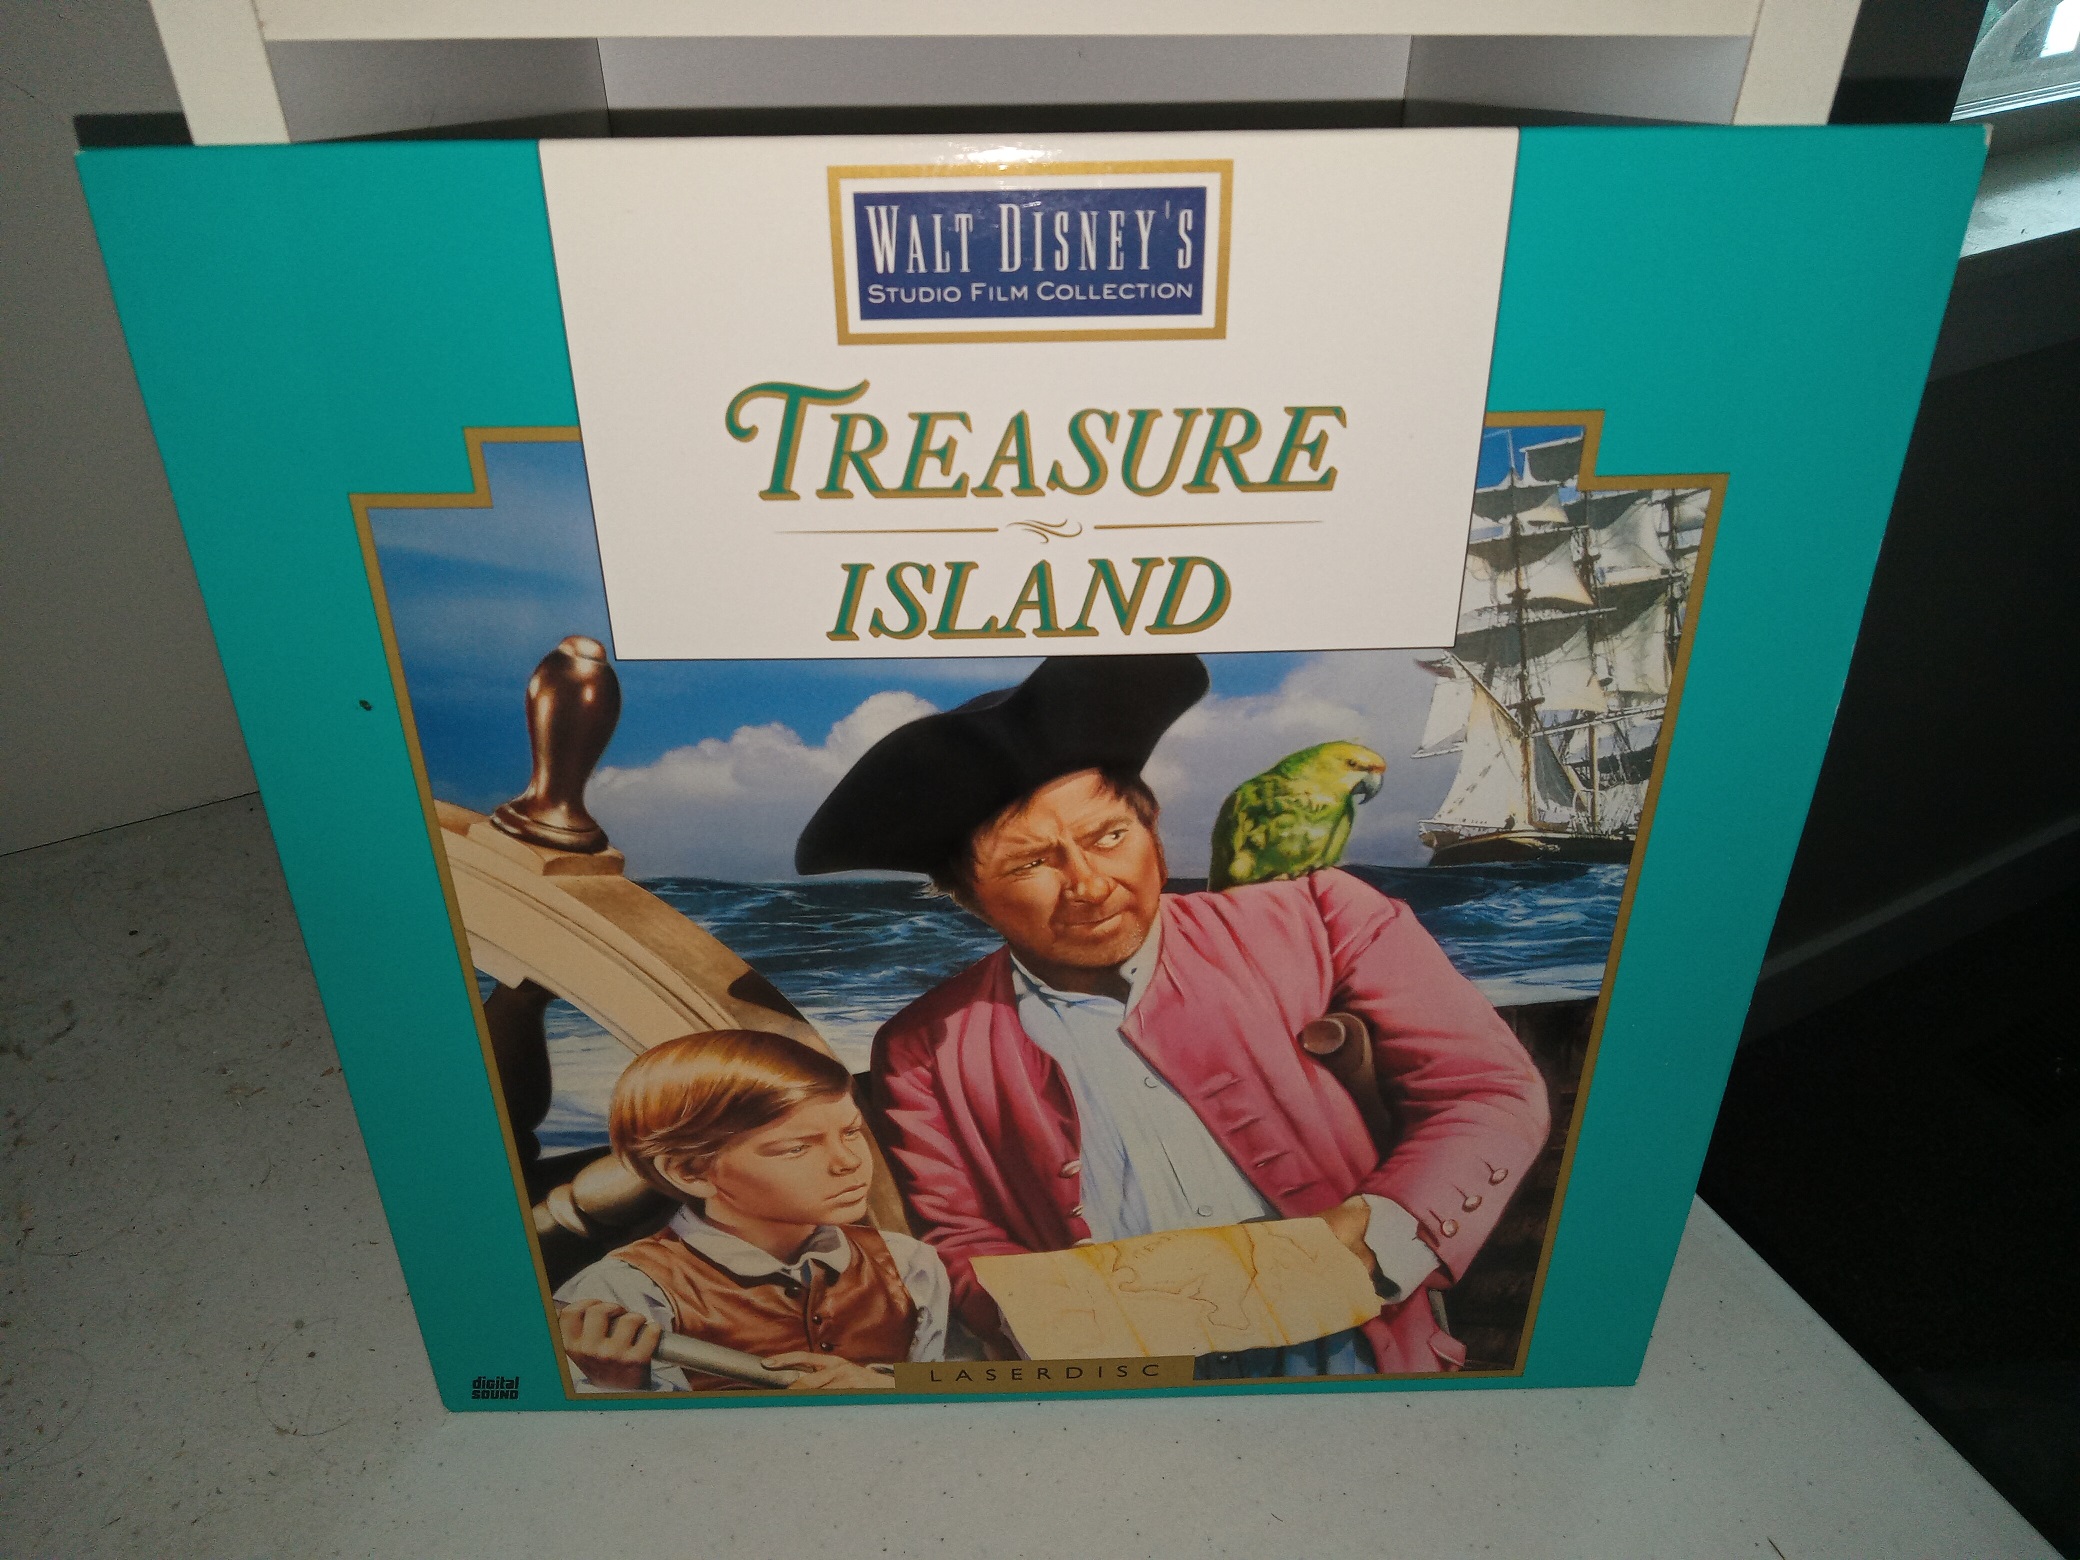 WALT DISNEY'S
STUDIO FILM COLLECTION
TREASURE
ISLAND
digital
SOUND
LASERDISC